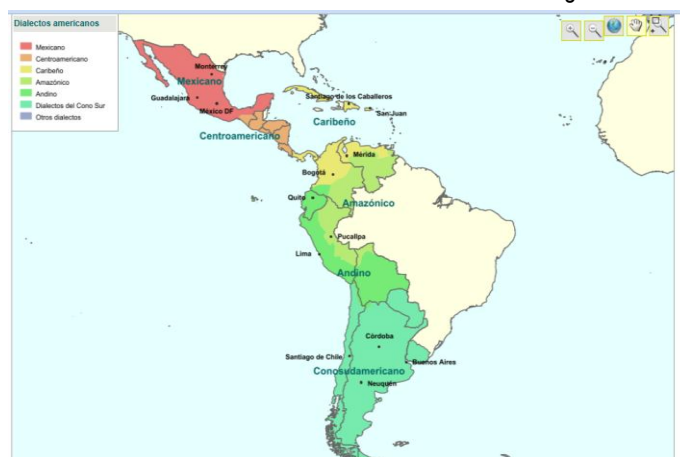 Dialectos americanos
Mexicano
Centroamericano
Caribeño
Amazónico
Andino
Dialectos del Cono Sur
Otros dialectos
Monterrey
Mexicano
Guadalajara
México DF
Santiago de los Caballeros
San Juan
Caribeño
Centroamericano
Mérida
Bogotá
Quito
Amazónico
Pucallpa
Lima
Andino
Córdoba
Santiago de Chile
Buenos Aires
Conosudamericano
Neuquén